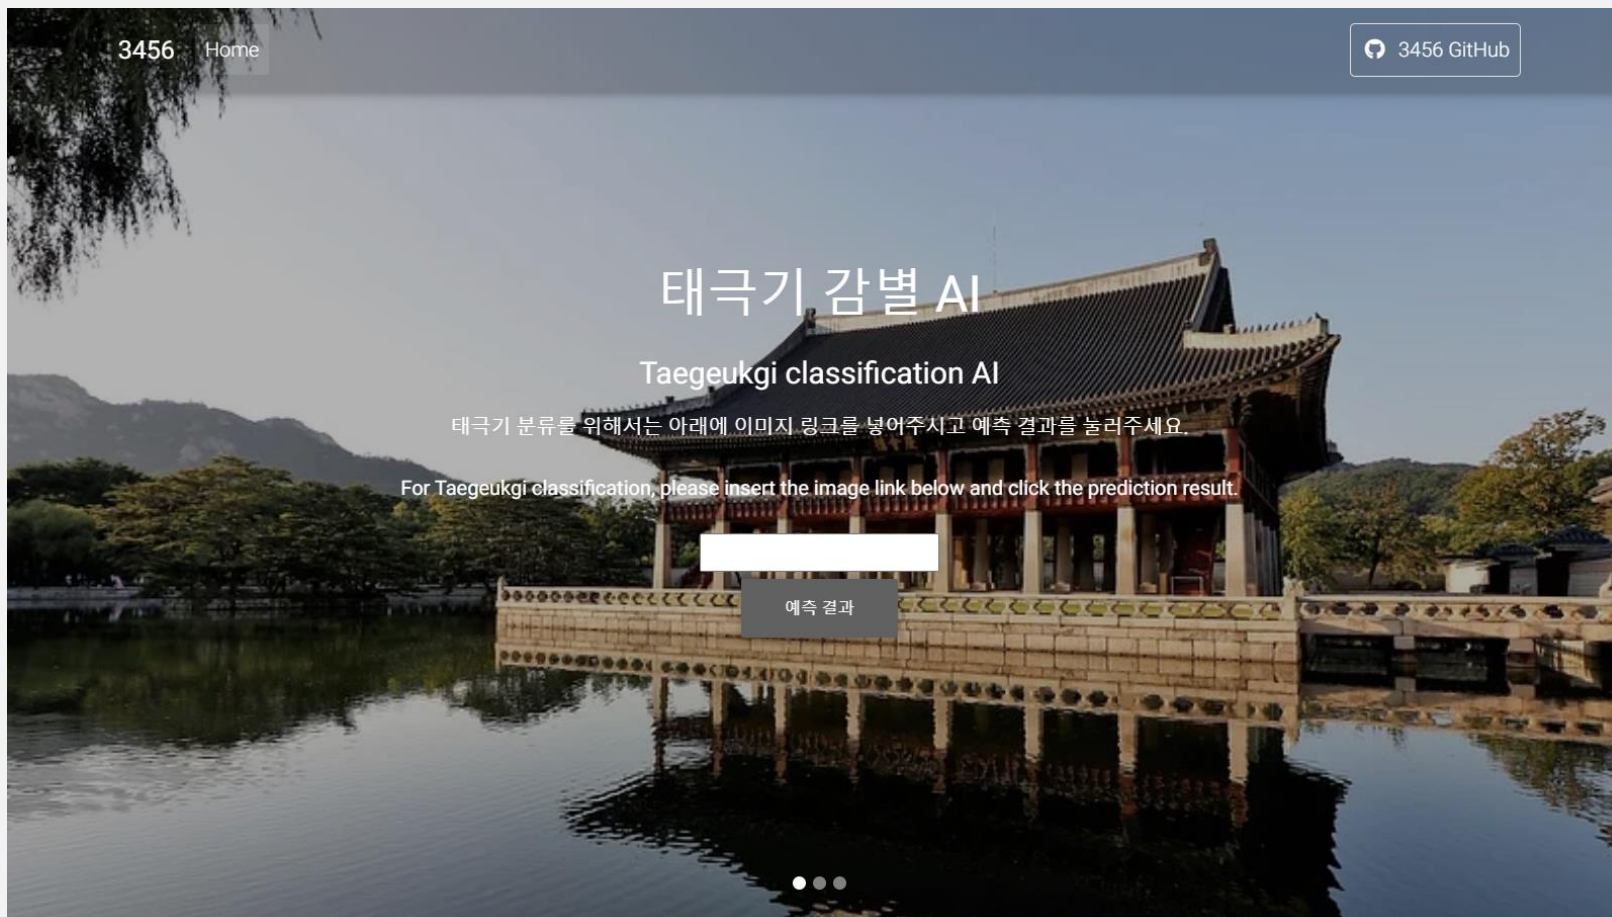 3456 Home 3456 GitHub
태극기 감별 AI
Taegeukgi classification AI
태극기 분류를 위해서는 아래에 이미지 링크를 넣어주시고 예측 결과를 눌러주세요.
For Taegeukgi classification, please insert the image link below and click the prediction result.
예측 결과